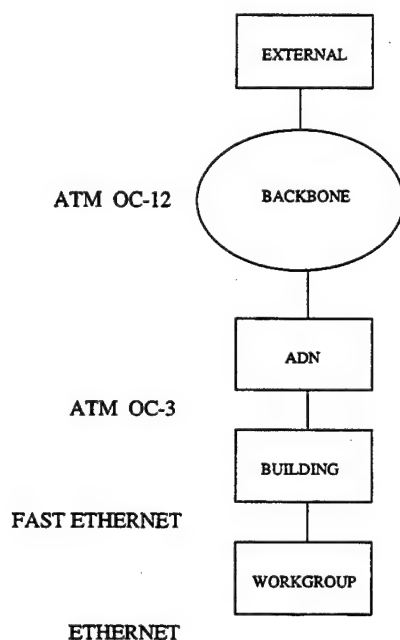 EXTERNAL
ATM OC-12
BACKBONE
ADN
ATM OC-3
BUILDING
FAST ETHERNET
WORKGROUP
ETHERNET